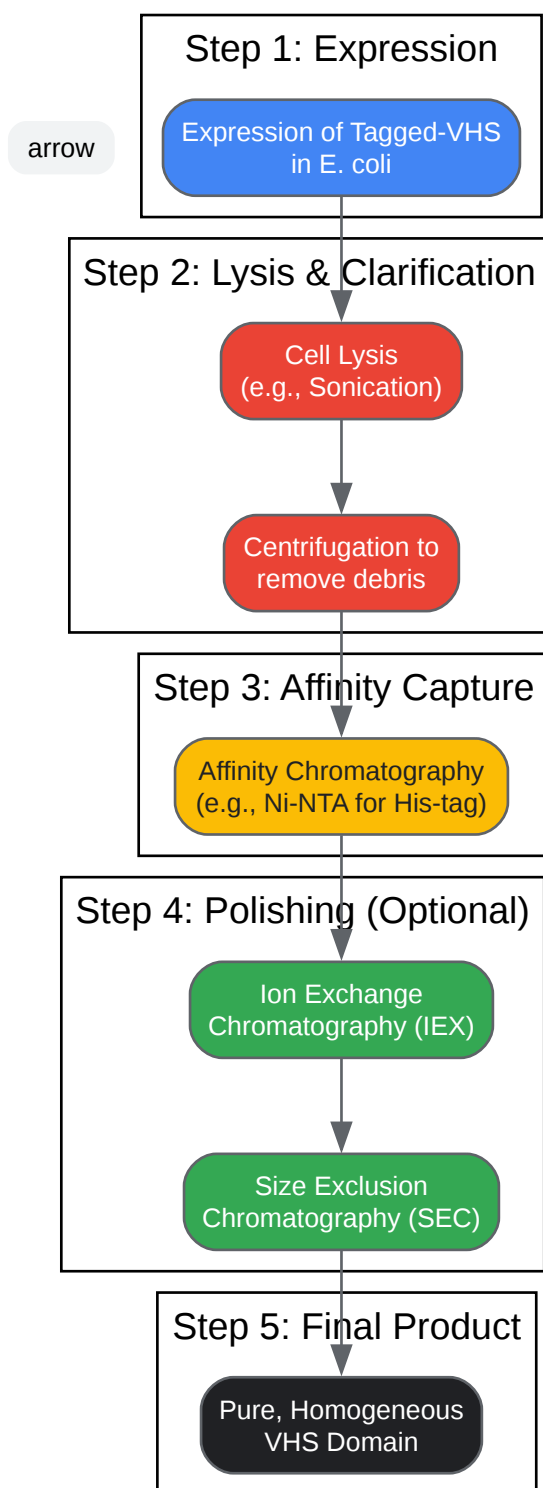 Step 1: Expression
arrow
Expression of Tagged-VHS
in E. coli
Step 2: Lysis & Clarification
Cell Lysis
(e.g., Sonication)
Centrifugation to
remove debris
Step 3: Affinity Capture
Affinity Chromatography
(e.g., Ni-NTA for His-tag)
Step 4: Polishing (Optional)
Ion Exchange
Chromatography (IEX)
Size Exclusion
Chromatography (SEC)
Step 5: Final Product
Pure, Homogeneous
VHS Domain